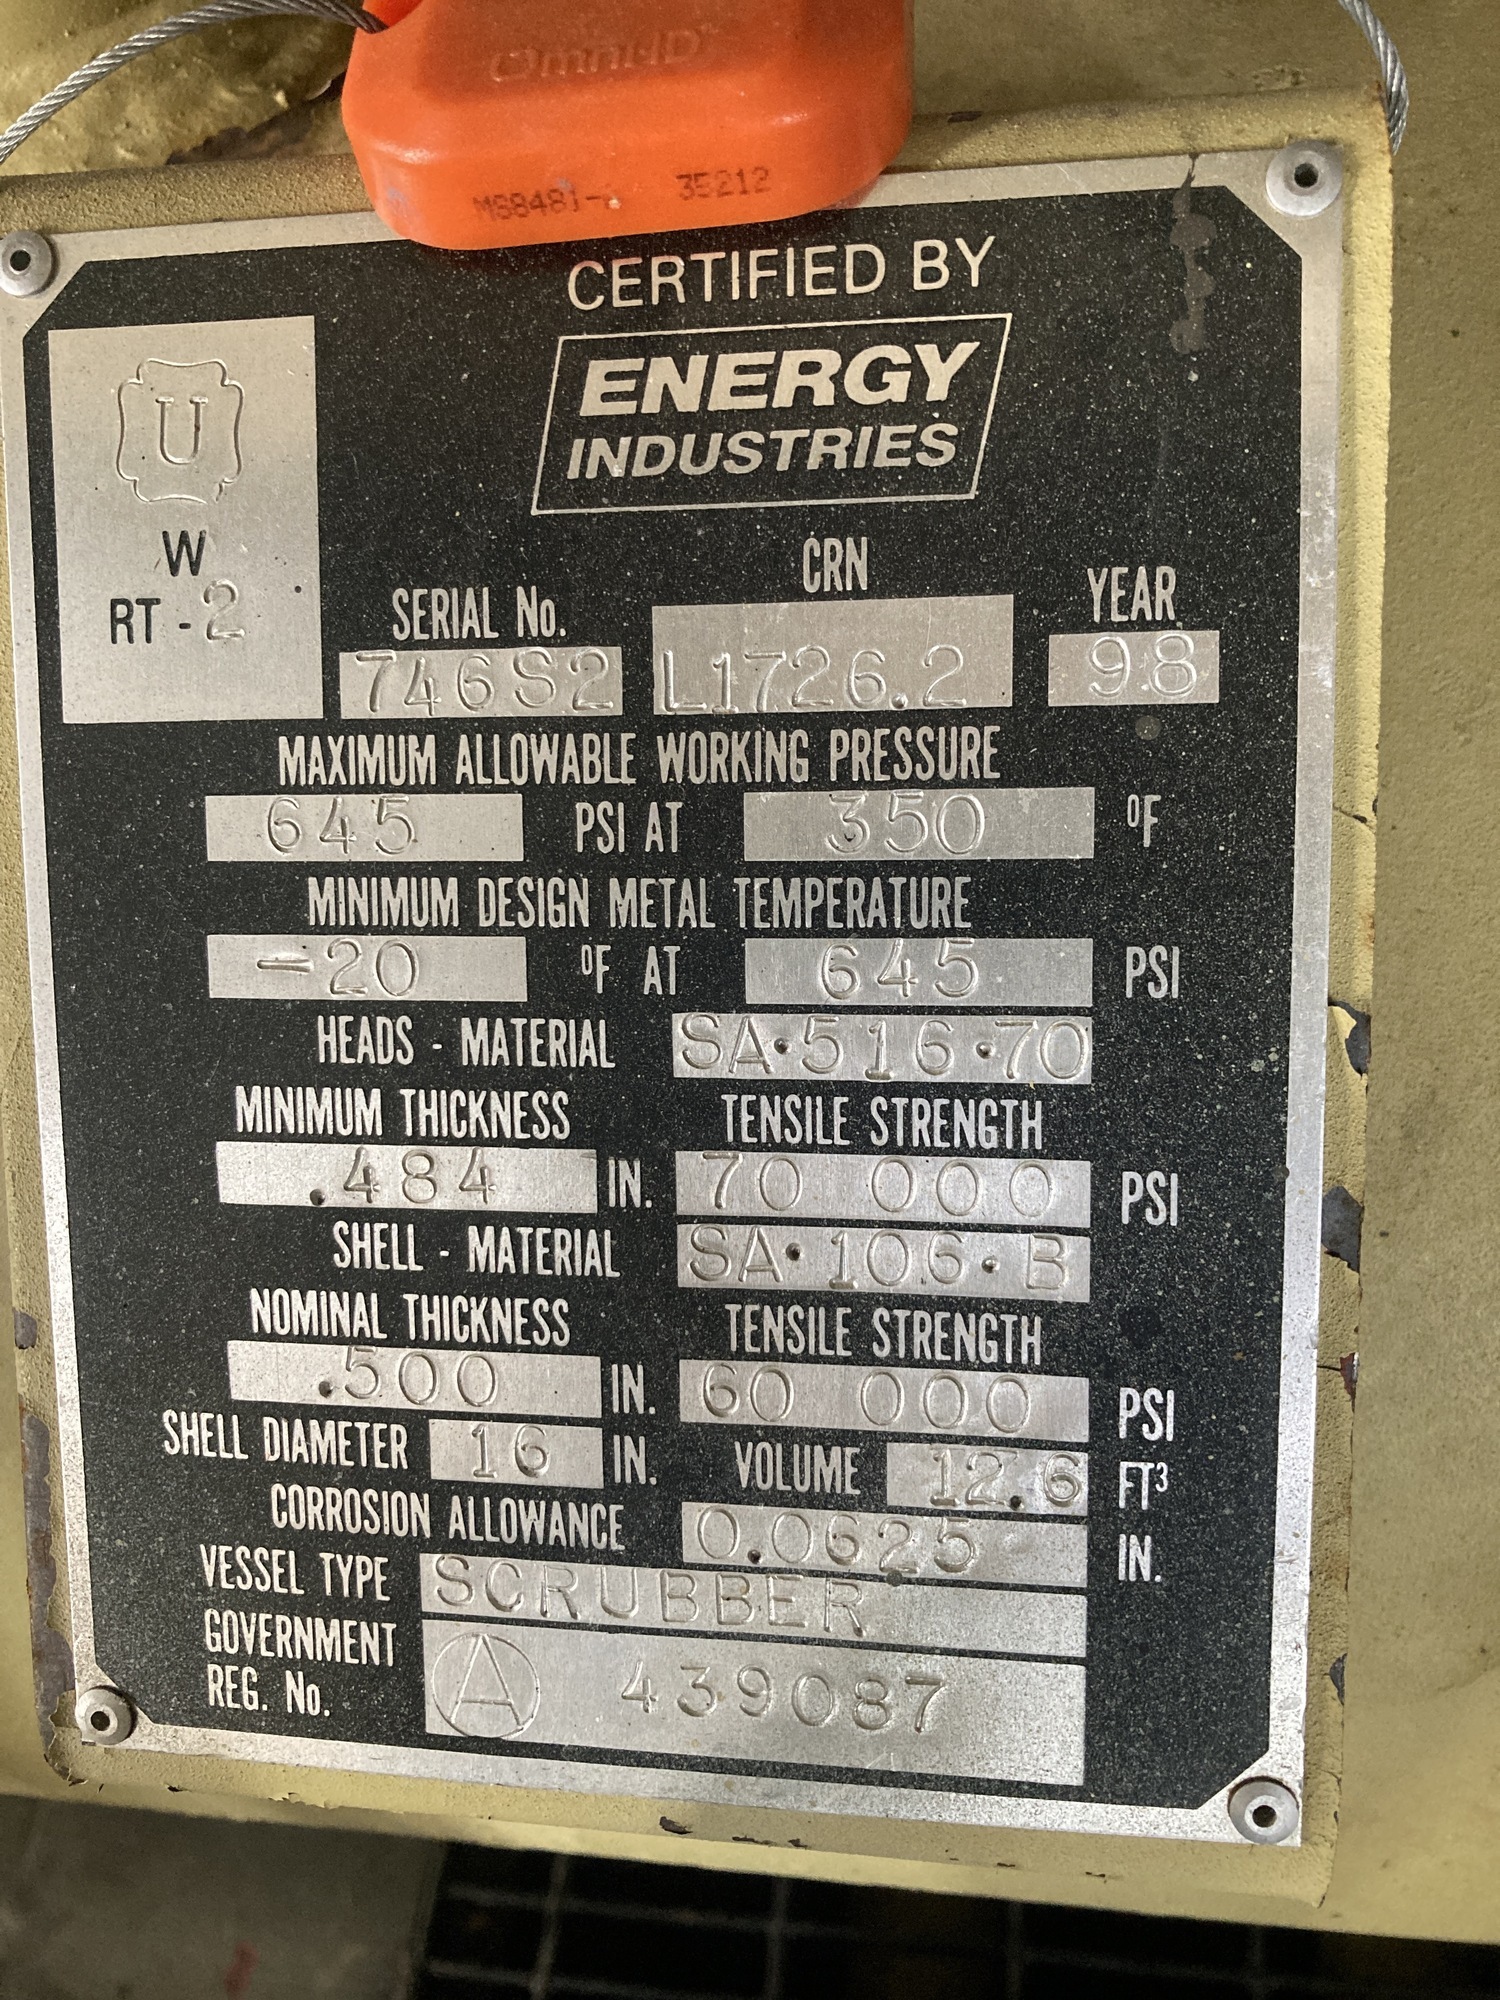 OmniHD
35212
CERTIFIED BY
ENERGY
INDUSTRIES
U
W
RT - 2
SERIAL No. CRN YEAR
746S2 L1726.2 98
MAXIMUM ALLOWABLE WORKING PRESSURE
645 PSI AT 350 °F
MINIMUM DESIGN METAL TEMPERATURE
-20 °F AT 645 PSI
HEADS - MATERIAL SA·516·70
MINIMUM THICKNESS TENSILE STRENGTH
.484 IN. 70 000 PSI
SHELL - MATERIAL SA·106·B
NOMINAL THICKNESS TENSILE STRENGTH
.500 IN. 60 000 PSI
SHELL DIAMETER 16 IN. VOLUME 12.6 FT³
CORROSION ALLOWANCE 0.0625 IN.
VESSEL TYPE SCRUBBER
GOVERNMENT
REG. No. A 439087